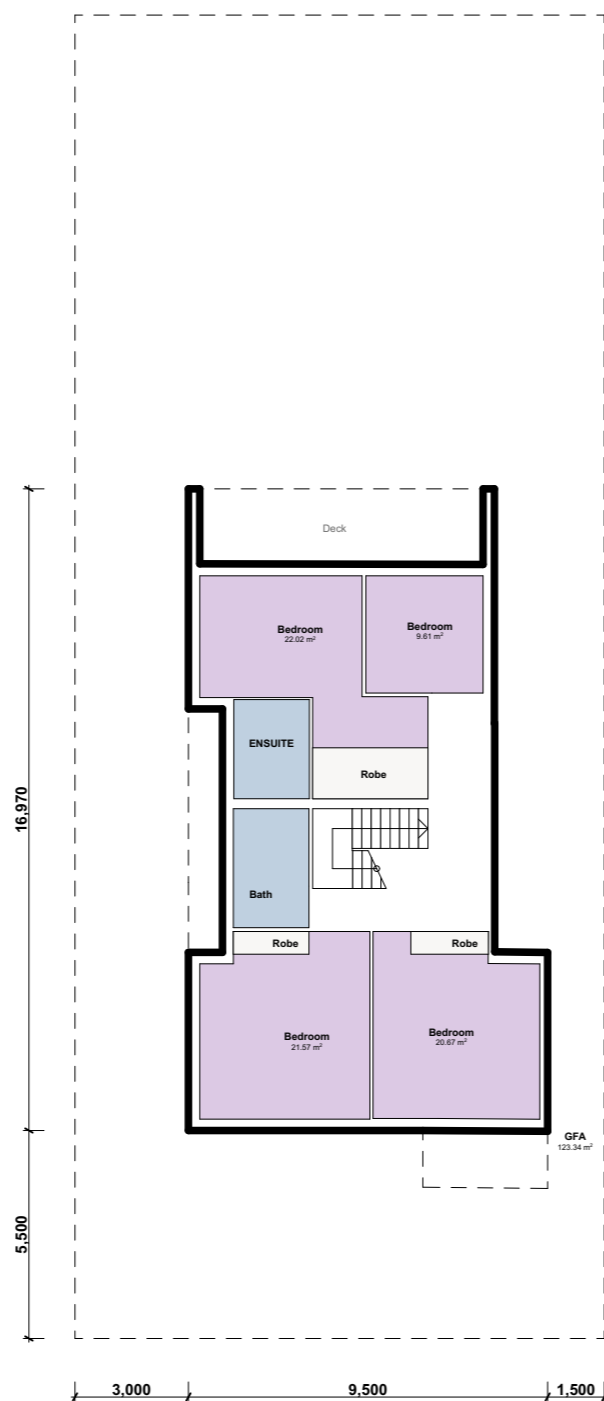 Deck
Bedroom
22.02 m²
Bedroom
9.61 m²
ENSUITE
Robe
16,970
Bath
Robe
Robe
Bedroom
21.57 m²
Bedroom
20.67 m²
GFA
123.34 m²
5,500
3,000
9,500
1,500